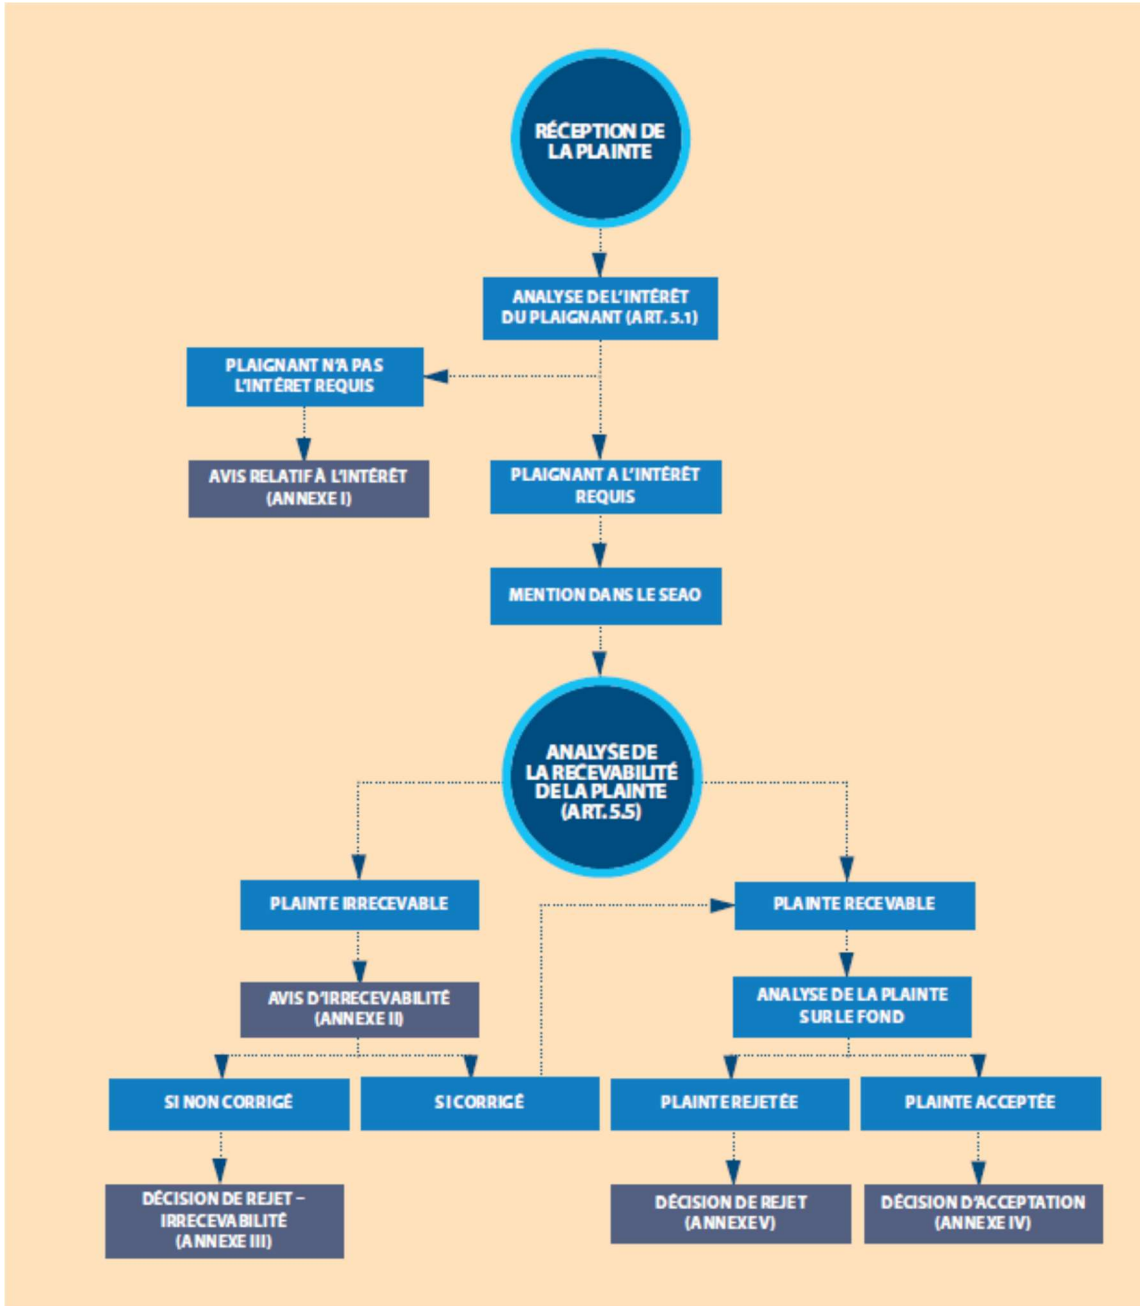 RÉCEPTION DE
LA PLAINTE
ANALYSE DE L'INTÉRÊT
DU PLAIGNANT (ART. 5.1)
PLAIGNANT N'A PAS
L'INTÉRET REQUIS
AVIS RELATIF À L'INTÉRÊT
(ANNEXE I)
PLAIGNANT A L'INTÉRÊT
REQUIS
MENTION DANS LE SEAO
ANALYSE DE
LA RECEVABILITÉ
DE LA PLAINTE
(ART. 5.5)
PLAINTE IRRECEVABLE
PLAINTE RECEVABLE
AVIS D'IRRECEVABILITÉ
(ANNEXE II)
ANALYSE DE LA PLAINTE
SUR LE FOND
SI NON CORRIGÉ
SI CORRIGÉ
PLAINTE REJETÉE
PLAINTE ACCEPTÉE
DÉCISION DE REJET –
IRRECEVABILITÉ
(ANNEXE III)
DÉCISION DE REJET
(ANNEXE V)
DÉCISION D'ACCEPTATION
(ANNEXE IV)